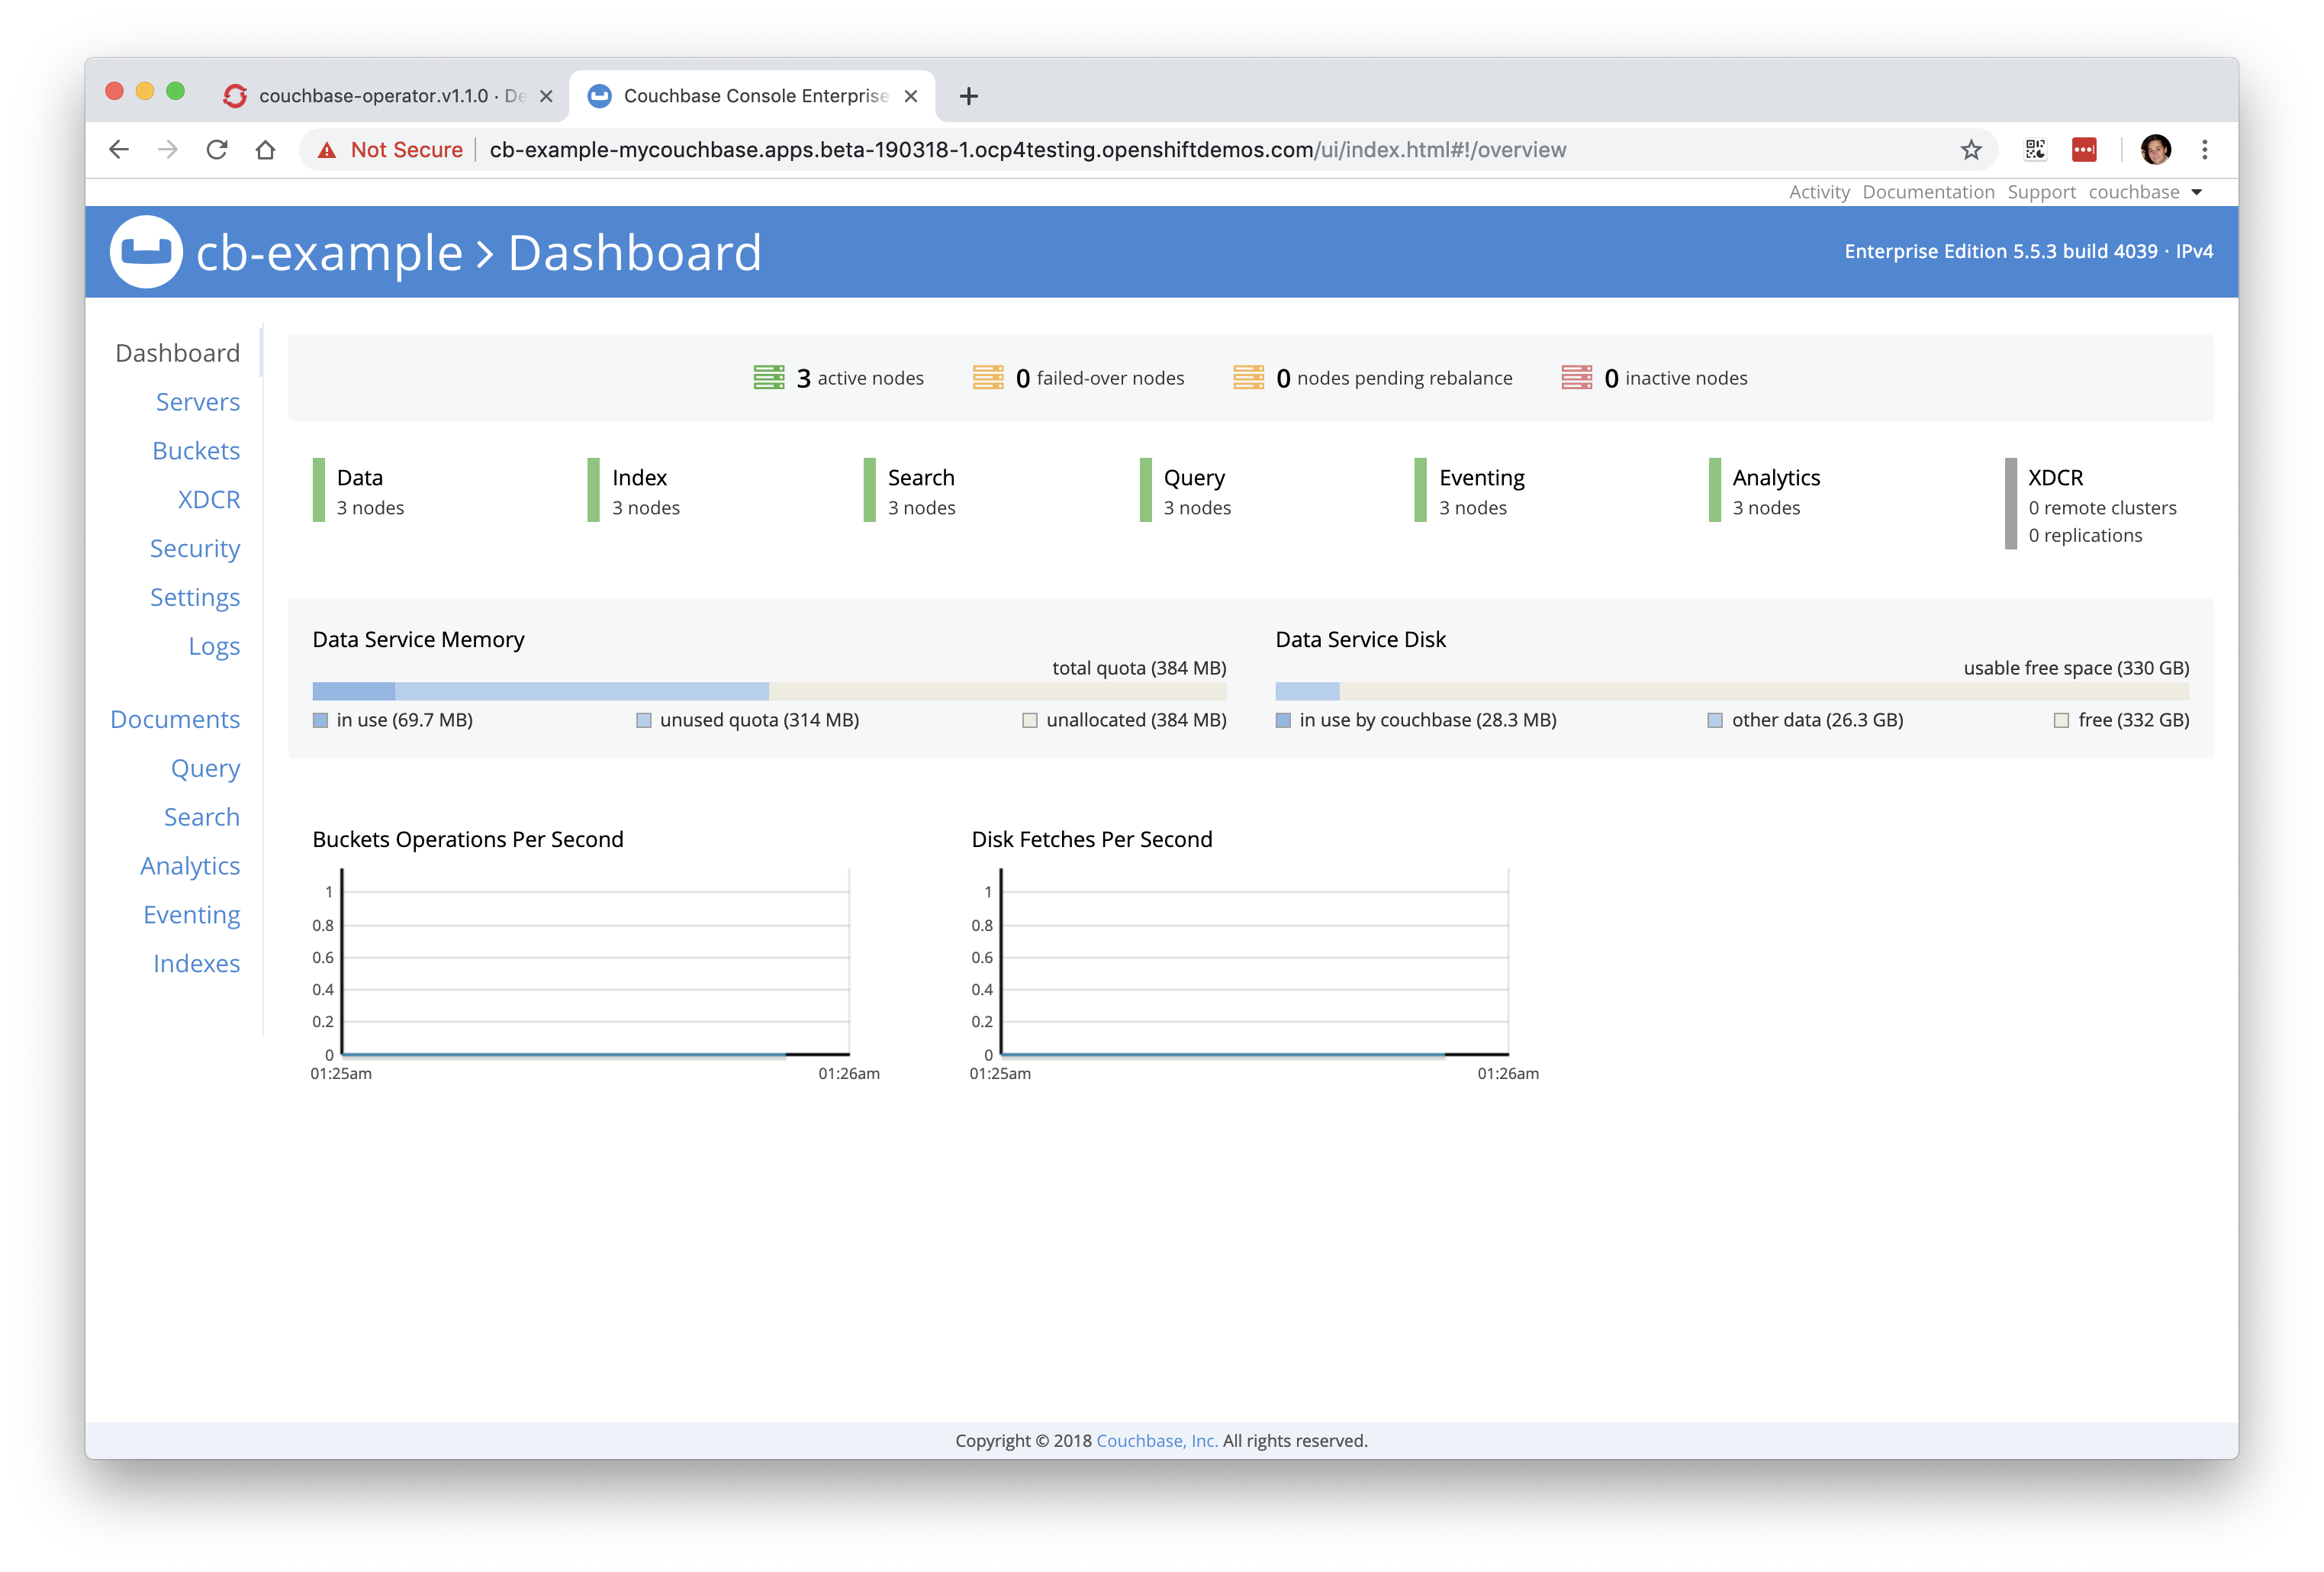 couchbase-operator.v1.1.0 · De
Couchbase Console Enterprise
Not Secure cb-example-mycouchbase.apps.beta-190318-1.ocp4testing.openshiftdemos.com/ui/index.html#!/overview
Activity Documentation Support couchbase
cb-example > Dashboard
Enterprise Edition 5.5.3 build 4039 · IPv4
Dashboard
Servers
Buckets
XDCR
Security
Settings
Logs
Documents
Query
Search
Analytics
Eventing
Indexes
3 active nodes
0 failed-over nodes
0 nodes pending rebalance
0 inactive nodes
Data
3 nodes
Index
3 nodes
Search
3 nodes
Query
3 nodes
Eventing
3 nodes
Analytics
3 nodes
XDCR
0 remote clusters
0 replications
Data Service Memory
total quota (384 MB)
in use (69.7 MB)
unused quota (314 MB)
unallocated (384 MB)
Data Service Disk
usable free space (330 GB)
in use by couchbase (28.3 MB)
other data (26.3 GB)
free (332 GB)
Buckets Operations Per Second
1
0.8
0.6
0.4
0.2
0
01:25am
01:26am
Disk Fetches Per Second
1
0.8
0.6
0.4
0.2
0
01:25am
01:26am
Copyright © 2018 Couchbase, Inc. All rights reserved.